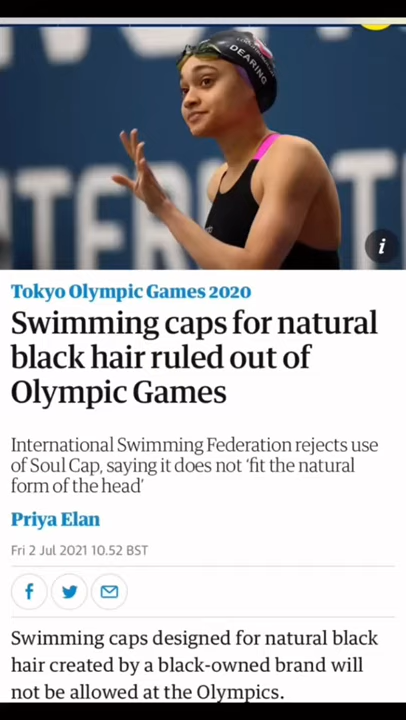 DEARING
i
Tokyo Olympic Games 2020
Swimming caps for natural
black hair ruled out of
Olympic Games
International Swimming Federation rejects use
of Soul Cap, saying it does not ‘fit the natural
form of the head’
Priya Elan
Fri 2 Jul 2021 10.52 BST
Swimming caps designed for natural black
hair created by a black-owned brand will
not be allowed at the Olympics.